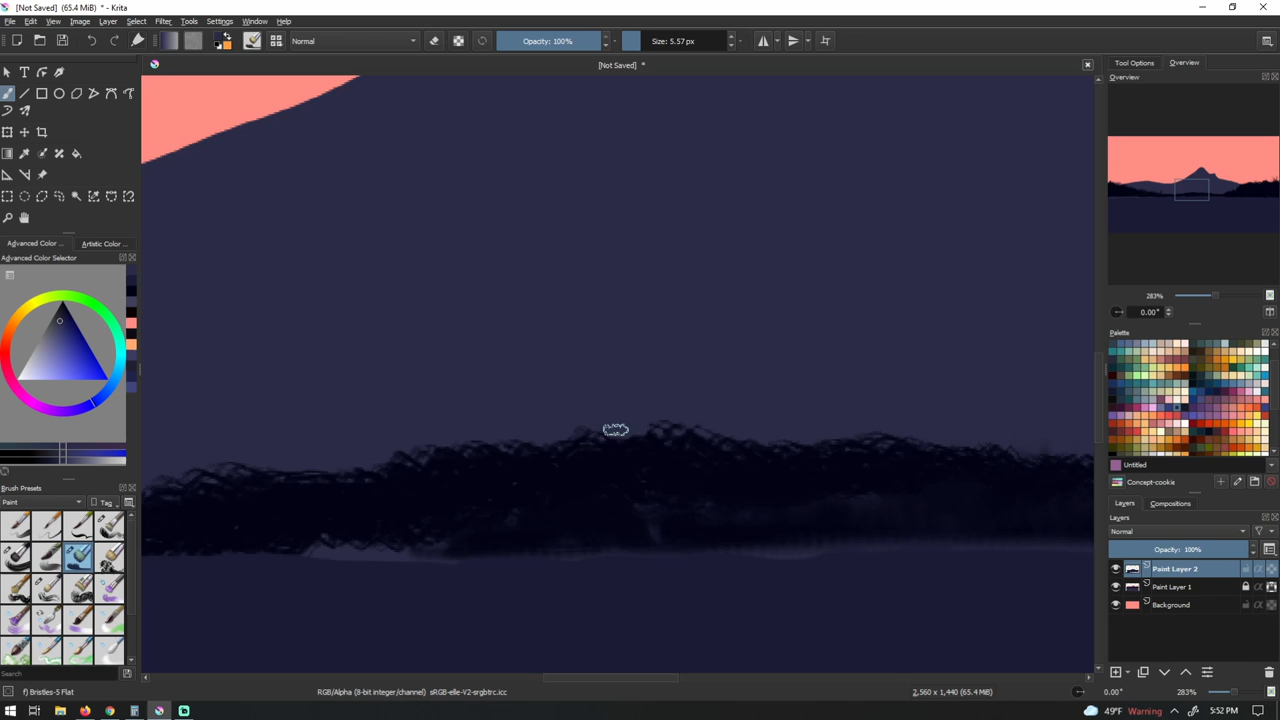 [Not Saved] (65.4 MiB) * - Krita
File Edit View Image Layer Select Filter Tools Settings Window Help
Normal Opacity: 100% Size: 5.57 px
[Not Saved] *
Tool Options Overview
Overview
283%
0.00°
Advanced Color ... Artistic Color ...
Advanced Color Selector
Palette
Untitled
Concept-cookie
Brush Presets
Paint Tag
Layers Compositions
Layers
Normal
Opacity: 100%
Paint Layer 2
Paint Layer 1
Background
Search
f) Bristles-5 Flat RGB/Alpha (8-bit integer/channel) sRGB-elle-V2-srgbtrc.icc 2,560 x 1,440 (65.4 MiB) 0.00° 283%
49°F Warning 5:52 PM